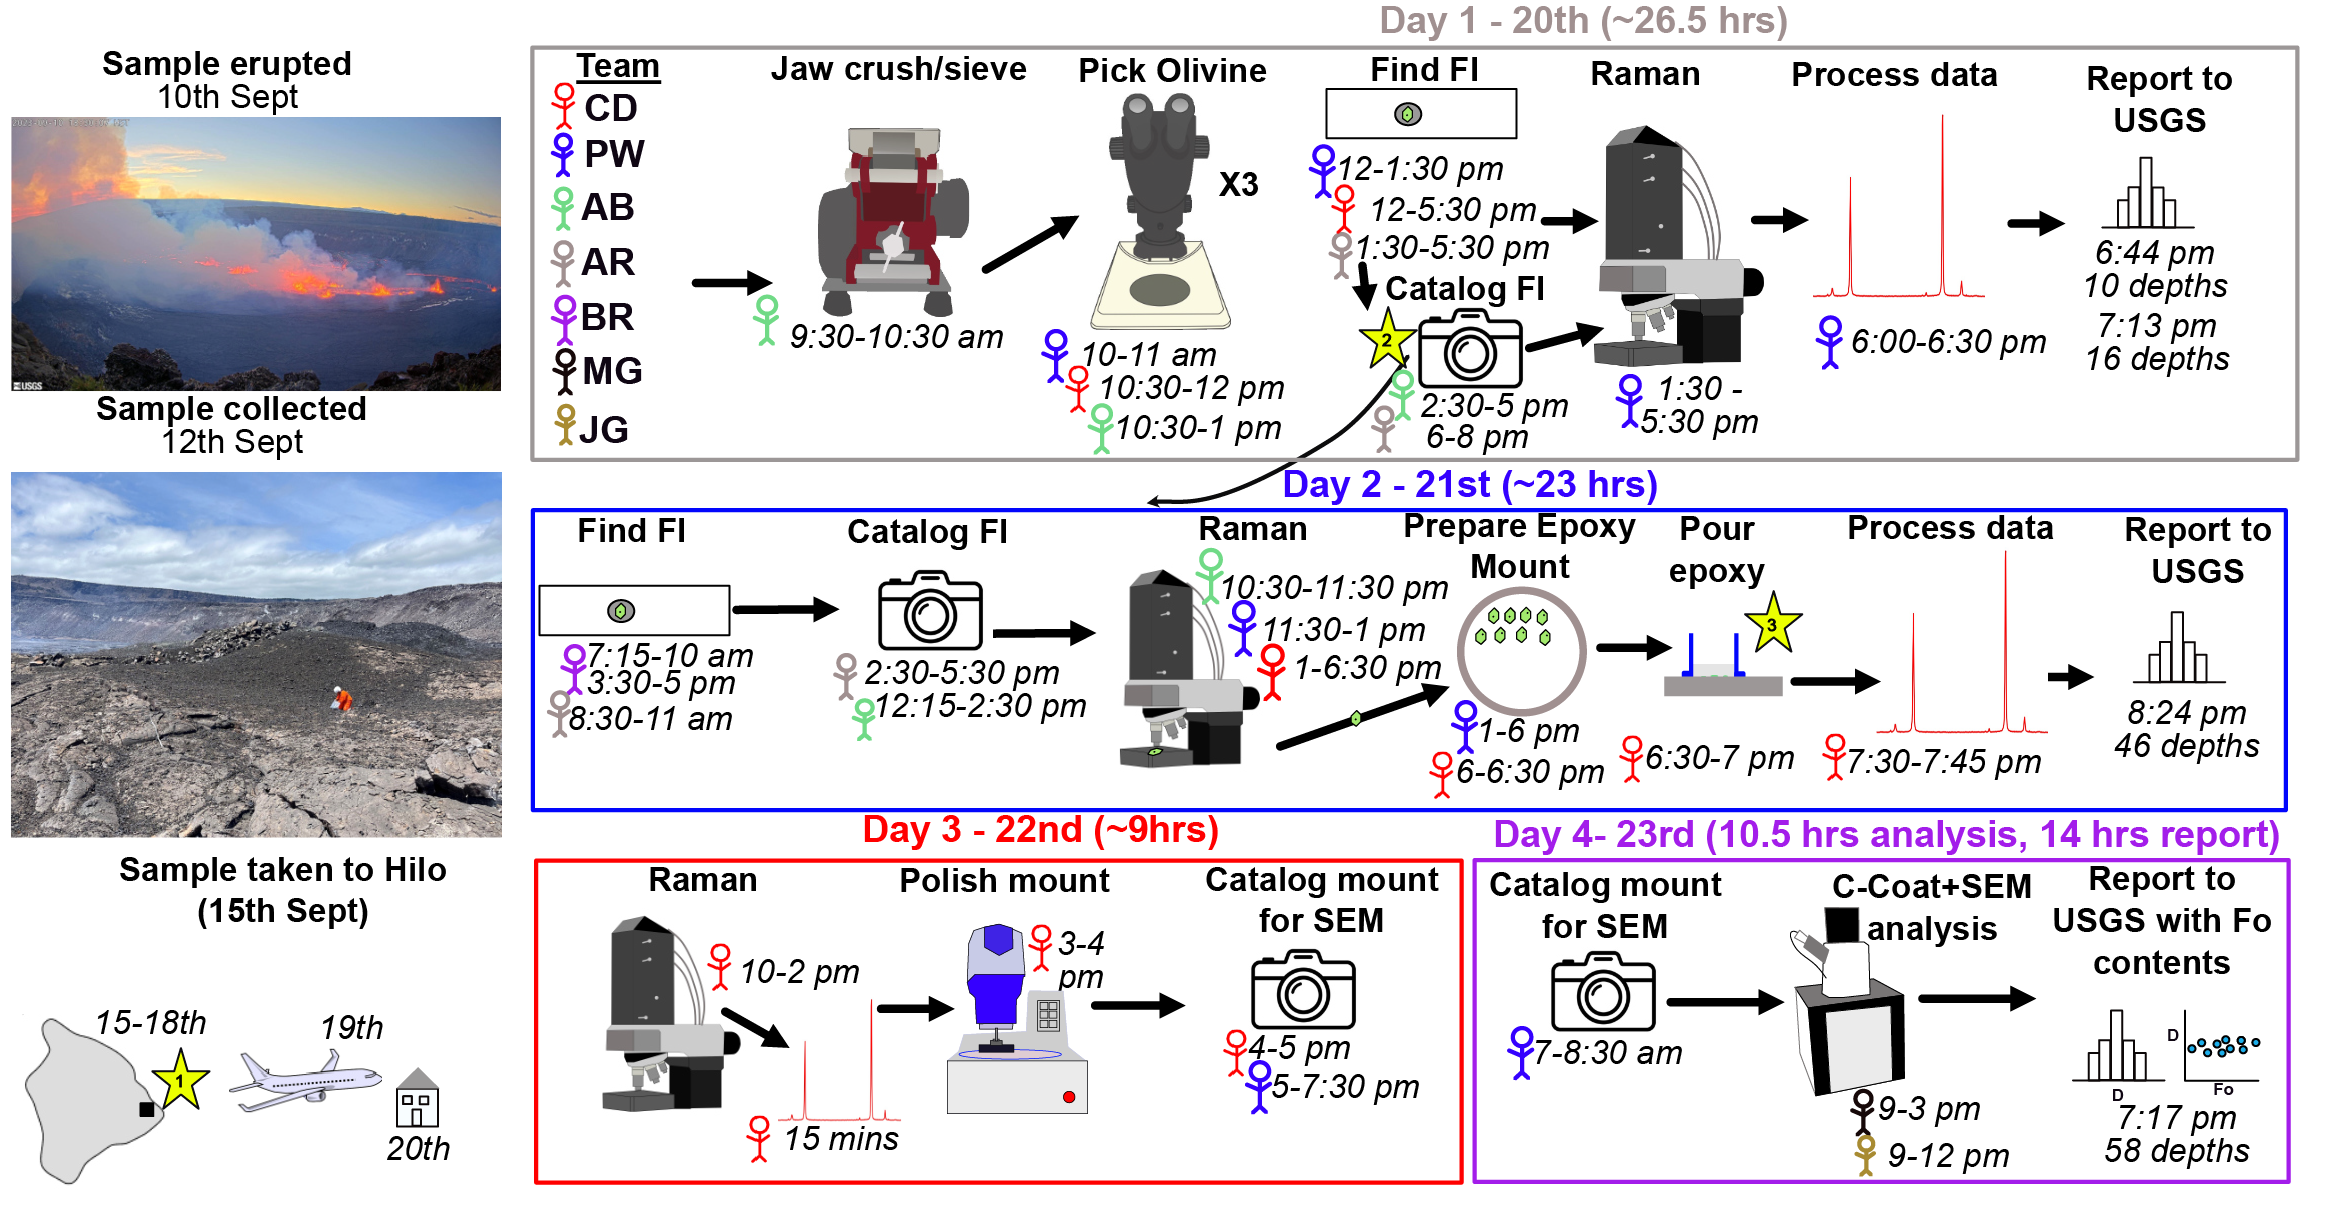 Sample erupted
10th Sept
USGS
Sample collected
12th Sept
Sample taken to Hilo
(15th Sept)
15-18th
1
19th
20th
Day 1 - 20th (~26.5 hrs)
Team
CD
PW
AB
AR
BR
MG
JG
Jaw crush/sieve
9:30-10:30 am
Pick Olivine
X3
10-11 am
10:30-12 pm
10:30-1 pm
Find FI
12-1:30 pm
12-5:30 pm
1:30-5:30 pm
Catalog FI
2
2:30-5 pm
6-8 pm
Raman
1:30 -
5:30 pm
Process data
6:00-6:30 pm
Report to
USGS
6:44 pm
10 depths
7:13 pm
16 depths
Day 2 - 21st (~23 hrs)
Find FI
7:15-10 am
3:30-5 pm
8:30-11 am
Catalog FI
2:30-5:30 pm
12:15-2:30 pm
Raman
10:30-11:30 pm
11:30-1 pm
1-6:30 pm
Prepare Epoxy
Mount
1-6 pm
6-6:30 pm
Pour
epoxy
3
6:30-7 pm
Process data
7:30-7:45 pm
Report to
USGS
8:24 pm
46 depths
Day 3 - 22nd (~9hrs)
Raman
10-2 pm
15 mins
Polish mount
3-4
pm
Catalog mount
for SEM
4-5 pm
5-7:30 pm
Day 4- 23rd (10.5 hrs analysis, 14 hrs report)
Catalog mount
for SEM
7-8:30 am
C-Coat+SEM
analysis
9-3 pm
9-12 pm
Report to
USGS with Fo
contents
D
D
Fo
7:17 pm
58 depths